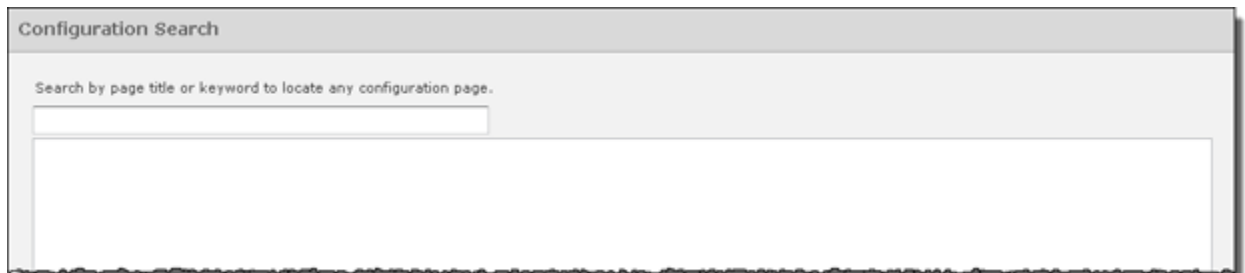 Configuration Search
Search by page title or keyword to locate any configuration page.